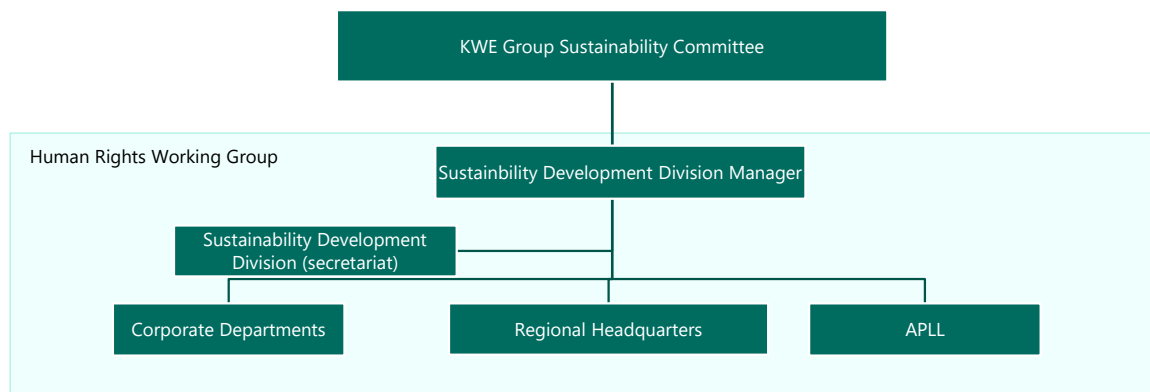 KWE Group Sustainability Committee
Human Rights Working Group
Sustainbility Development Division Manager
Sustainability Development
Division (secretariat)
Corporate Departments
Regional Headquarters
APLL